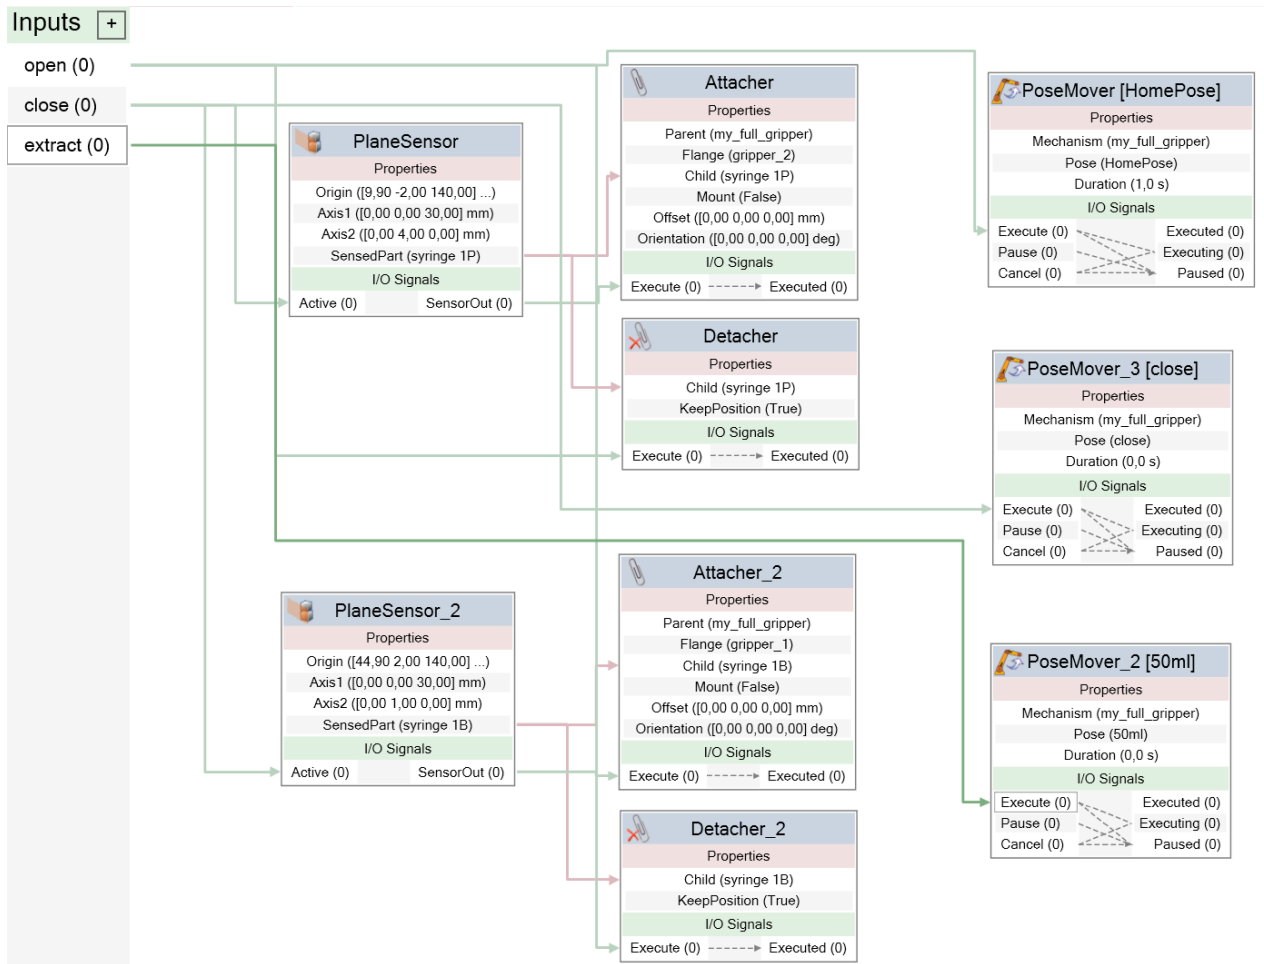 Inputs +
open (0)
close (0)
extract (0)
PlaneSensor
Properties
Origin ([9,90 -2,00 140,00] ...)
Axis1 ([0,00 0,00 30,00] mm)
Axis2 ([0,00 4,00 0,00] mm)
SensedPart (syringe 1P)
I/O Signals
Active (0) SensorOut (0)
PlaneSensor_2
Properties
Origin ([44,90 2,00 140,00] ...)
Axis1 ([0,00 0,00 30,00] mm)
Axis2 ([0,00 1,00 0,00] mm)
SensedPart (syringe 1B)
I/O Signals
Active (0) SensorOut (0)
Attacher
Properties
Parent (my_full_gripper)
Flange (gripper_2)
Child (syringe 1P)
Mount (False)
Offset ([0,00 0,00 0,00] mm)
Orientation ([0,00 0,00 0,00] deg)
I/O Signals
Execute (0) Executed (0)
Detacher
Properties
Child (syringe 1P)
KeepPosition (True)
I/O Signals
Execute (0) Executed (0)
Attacher_2
Properties
Parent (my_full_gripper)
Flange (gripper_1)
Child (syringe 1B)
Mount (False)
Offset ([0,00 0,00 0,00] mm)
Orientation ([0,00 0,00 0,00] deg)
I/O Signals
Execute (0) Executed (0)
Detacher_2
Properties
Child (syringe 1B)
KeepPosition (True)
I/O Signals
Execute (0) Executed (0)
PoseMover [HomePose]
Properties
Mechanism (my_full_gripper)
Pose (HomePose)
Duration (1,0 s)
I/O Signals
Execute (0) Executed (0)
Pause (0) Executing (0)
Cancel (0) Paused (0)
PoseMover_3 [close]
Properties
Mechanism (my_full_gripper)
Pose (close)
Duration (0,0 s)
I/O Signals
Execute (0) Executed (0)
Pause (0) Executing (0)
Cancel (0) Paused (0)
PoseMover_2 [50ml]
Properties
Mechanism (my_full_gripper)
Pose (50ml)
Duration (0,0 s)
I/O Signals
Execute (0) Executed (0)
Pause (0) Executing (0)
Cancel (0) Paused (0)